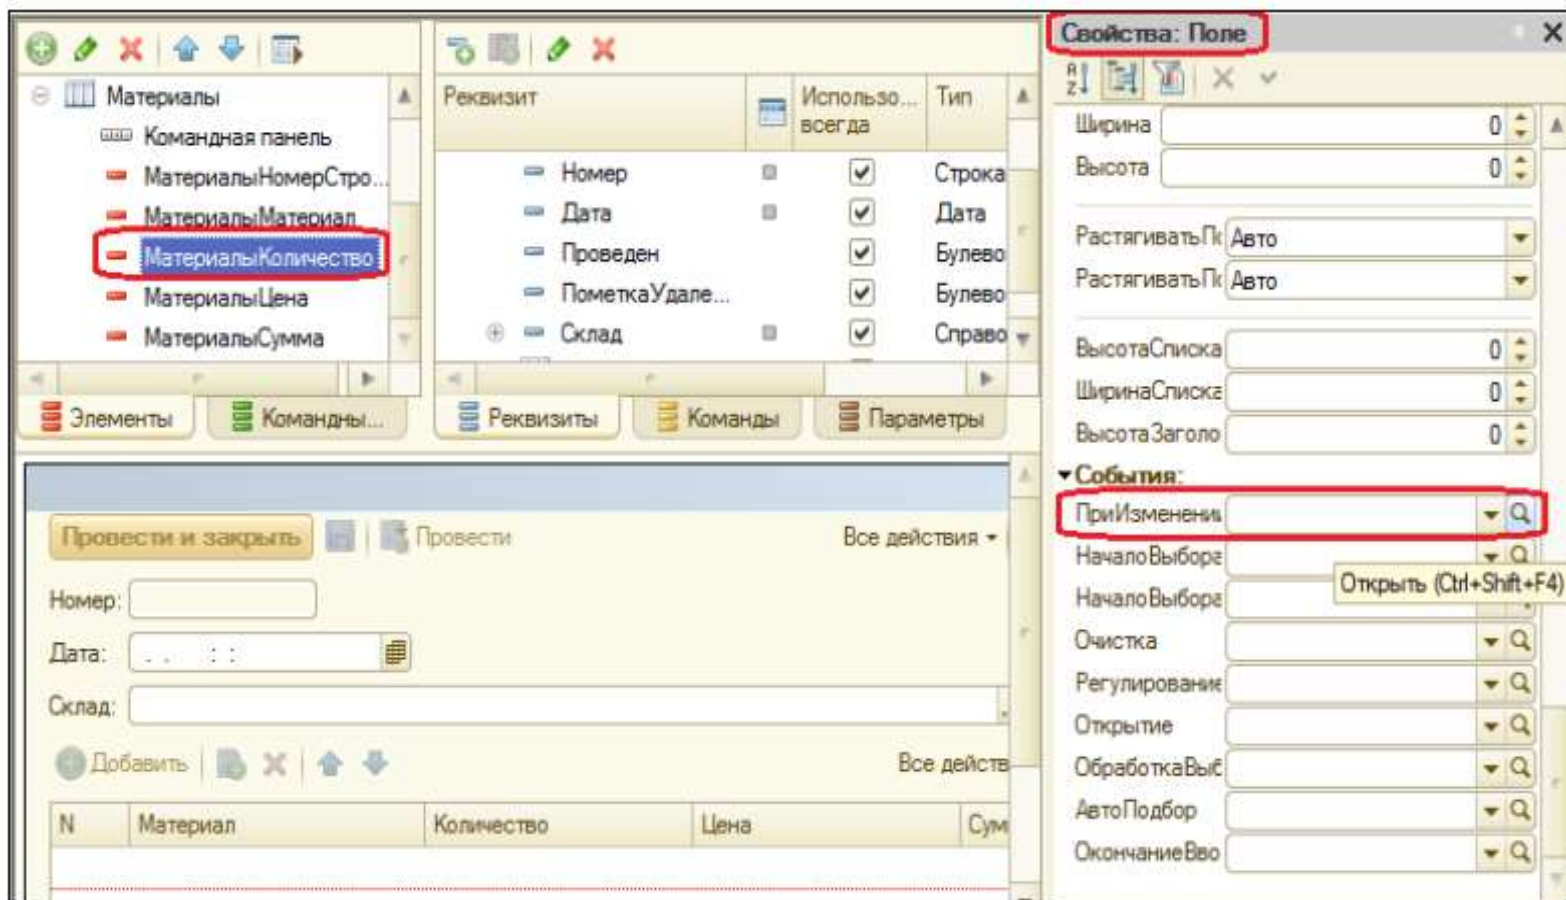 Свойства: Поле
Материалы
Командная панель
МатериалыНомерСтро...
МатериалыМатериал
МатериалыКоличество
МатериалыЦена
МатериалыСумма
Элементы
Командны...
Реквизит
Использо... всегда
Тип
Номер
Строка
Дата
Дата
Проведен
Булево
ПометкаУдале...
Булево
Склад
Справо
Реквизиты
Команды
Параметры
Провести и закрыть
Провести
Все действия
Номер:
Дата: . . : :
Склад:
Добавить
Все действ
N Материал Количество Цена Сум
Ширина 0
Высота 0
РастягиватьПо Авто
РастягиватьПо Авто
ВысотаСписка 0
ШиринаСписка 0
ВысотаЗаголо 0
События:
ПриИзменени
НачалоВыбора
Открыть (Ctrl+Shift+F4)
НачалоВыбора
Очистка
Регулирование
Открытие
ОбработкаВыб
АвтоПодбор
ОкончаниеВво